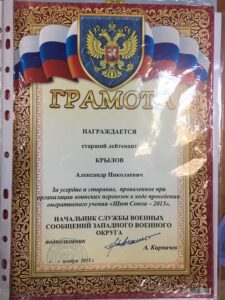 ГРАМОТА
НАГРАЖДАЕТСЯ
старший лейтенант
КРЫЛОВ
Александр Николаевич
За усердие и старание, проявленное при
организации воинских перевозок в ходе проведения
оперативного учения «Щит Союза – 2015».
НАЧАЛЬНИК СЛУЖБЫ ВОЕННЫХ
СООБЩЕНИЙ ЗАПАДНОГО ВОЕННОГО
ОКРУГА
подполковник
А. Карпачев
ноября 2015 г.